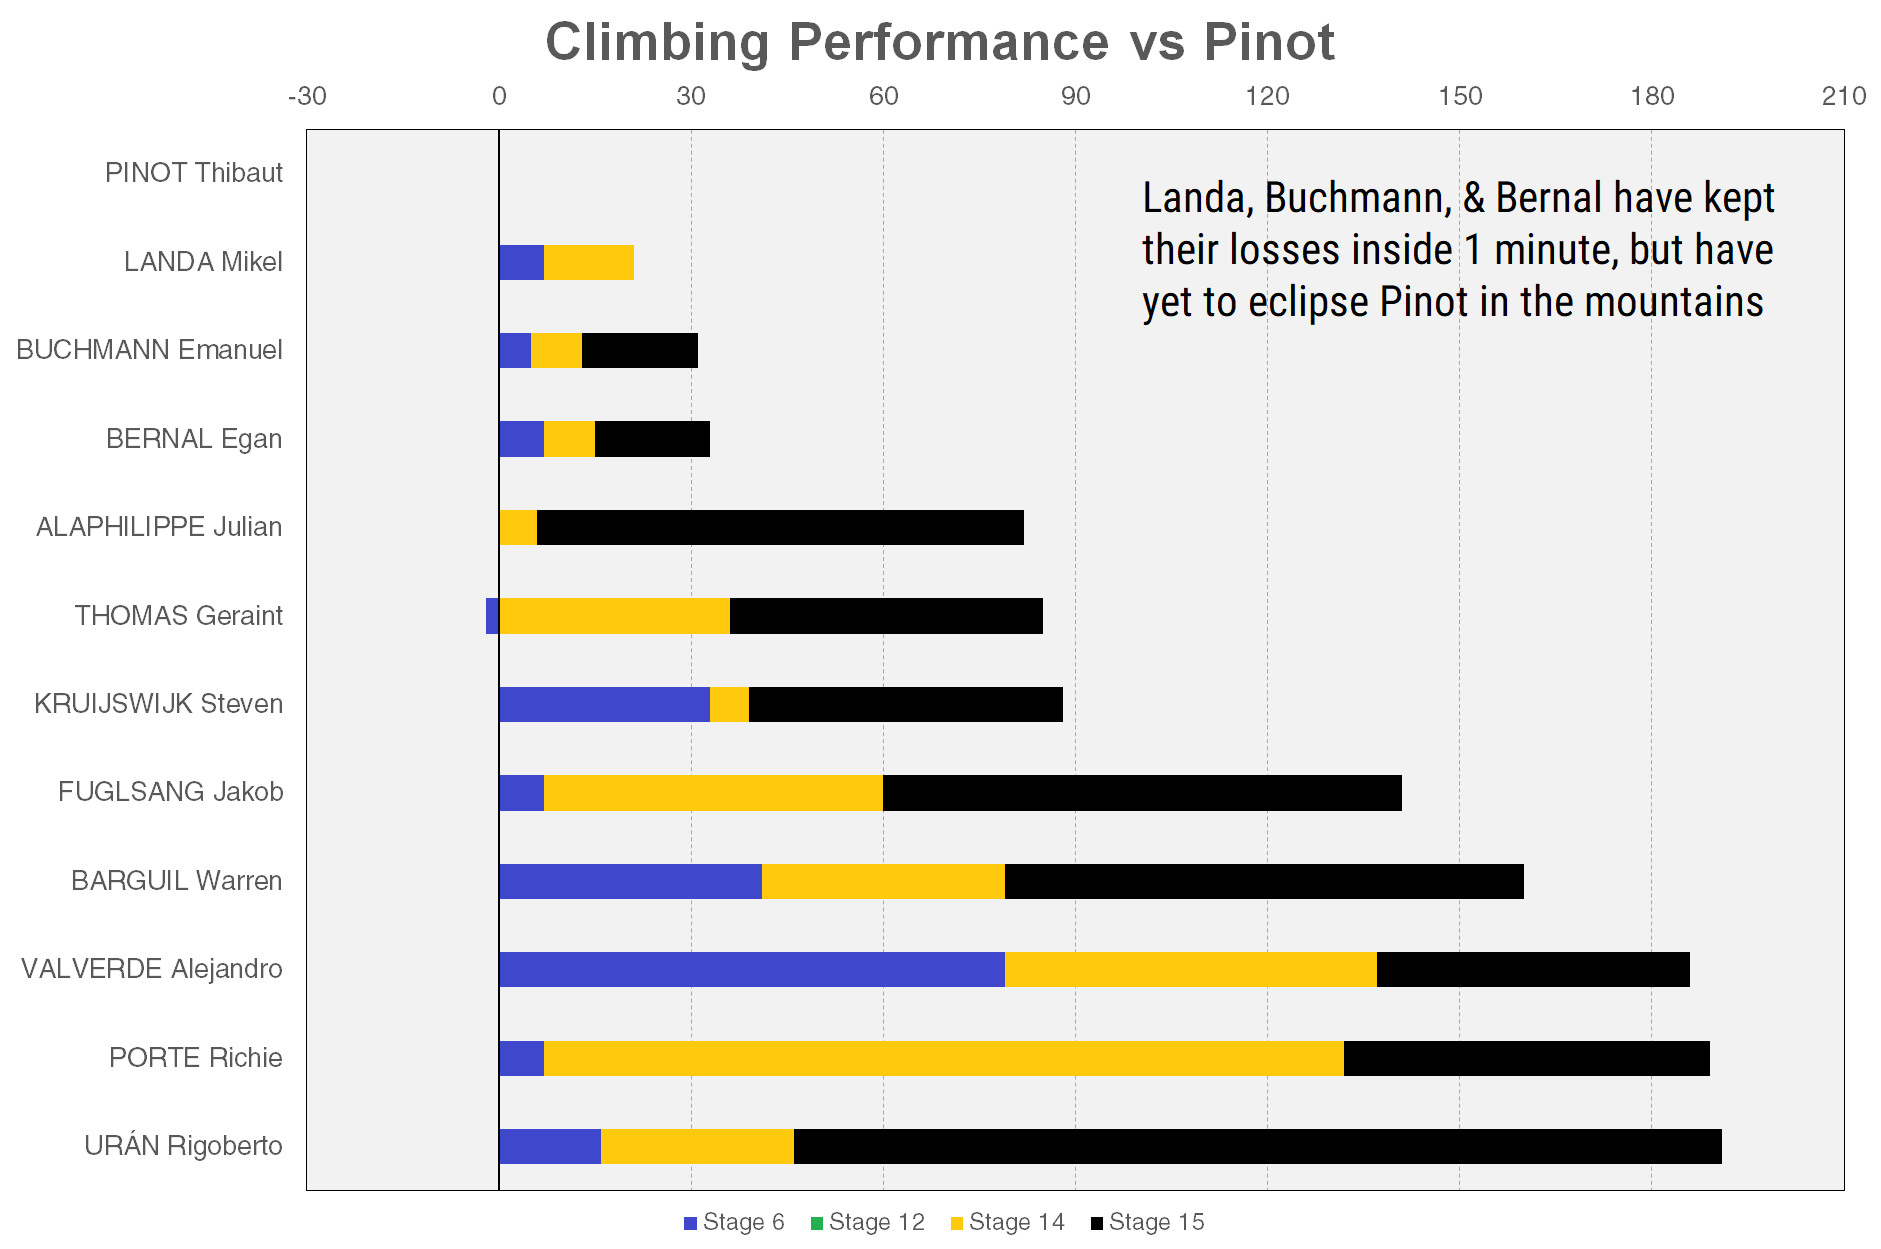 Climbing Performance vs Pinot
-30 0 30 60 90 120 150 180 210
PINOT Thibaut
Landa, Buchmann, & Bernal have kept
their losses inside 1 minute, but have
yet to eclipse Pinot in the mountains
LANDA Mikel
BUCHMANN Emanuel
BERNAL Egan
ALAPHILIPPE Julian
THOMAS Geraint
KRUIJSWIJK Steven
FUGLSANG Jakob
BARGUIL Warren
VALVERDE Alejandro
PORTE Richie
URÁN Rigoberto
Stage 6 Stage 12 Stage 14 Stage 15